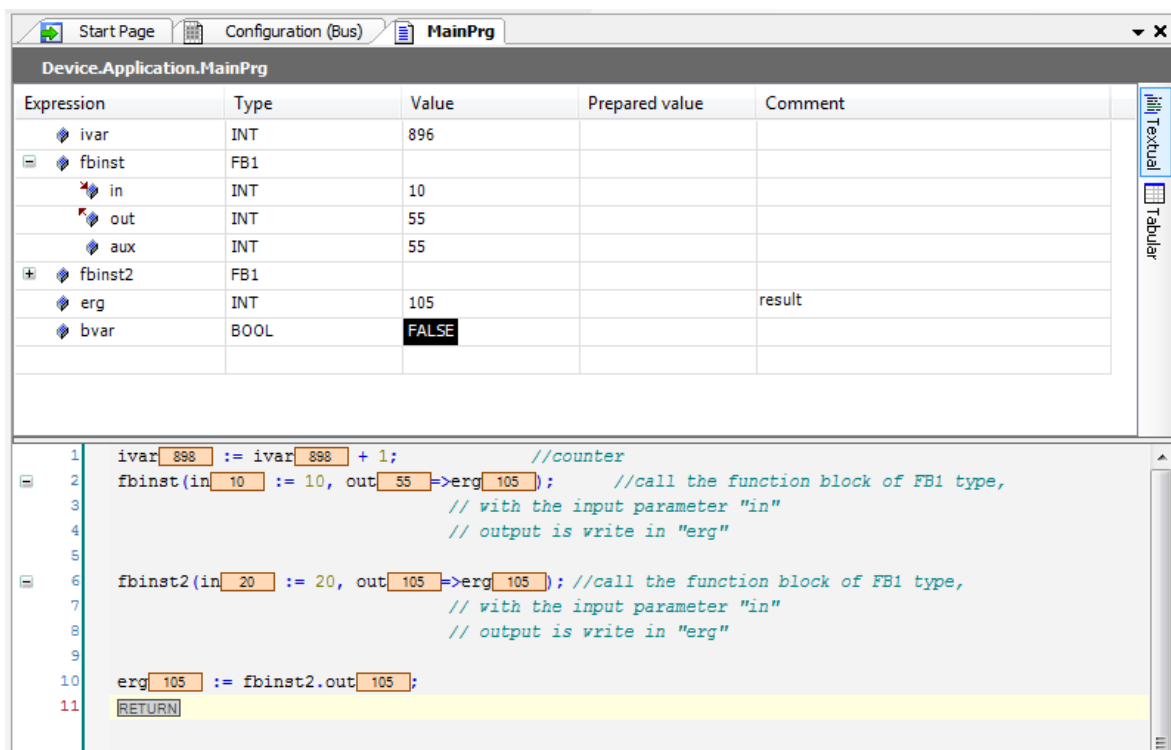 Start Page Configuration (Bus) MainPrg
Device.Application.MainPrg
Expression Type Value Prepared value Comment
ivar INT 896
fbinst FB1
in INT 10
out INT 55
aux INT 55
fbinst2 FB1
erg INT 105 result
bvar BOOL FALSE
Textual
Tabular
1 ivar 898 := ivar 898 + 1; //counter
2 fbinst(in 10 := 10, out 55 =>erg 105 ); //call the function block of FB1 type,
3 // with the input parameter "in"
4 // output is write in "erg"
5
6 fbinst2(in 20 := 20, out 105 =>erg 105 ); //call the function block of FB1 type,
7 // with the input parameter "in"
8 // output is write in "erg"
9
10 erg 105 := fbinst2.out 105 ;
11 RETURN